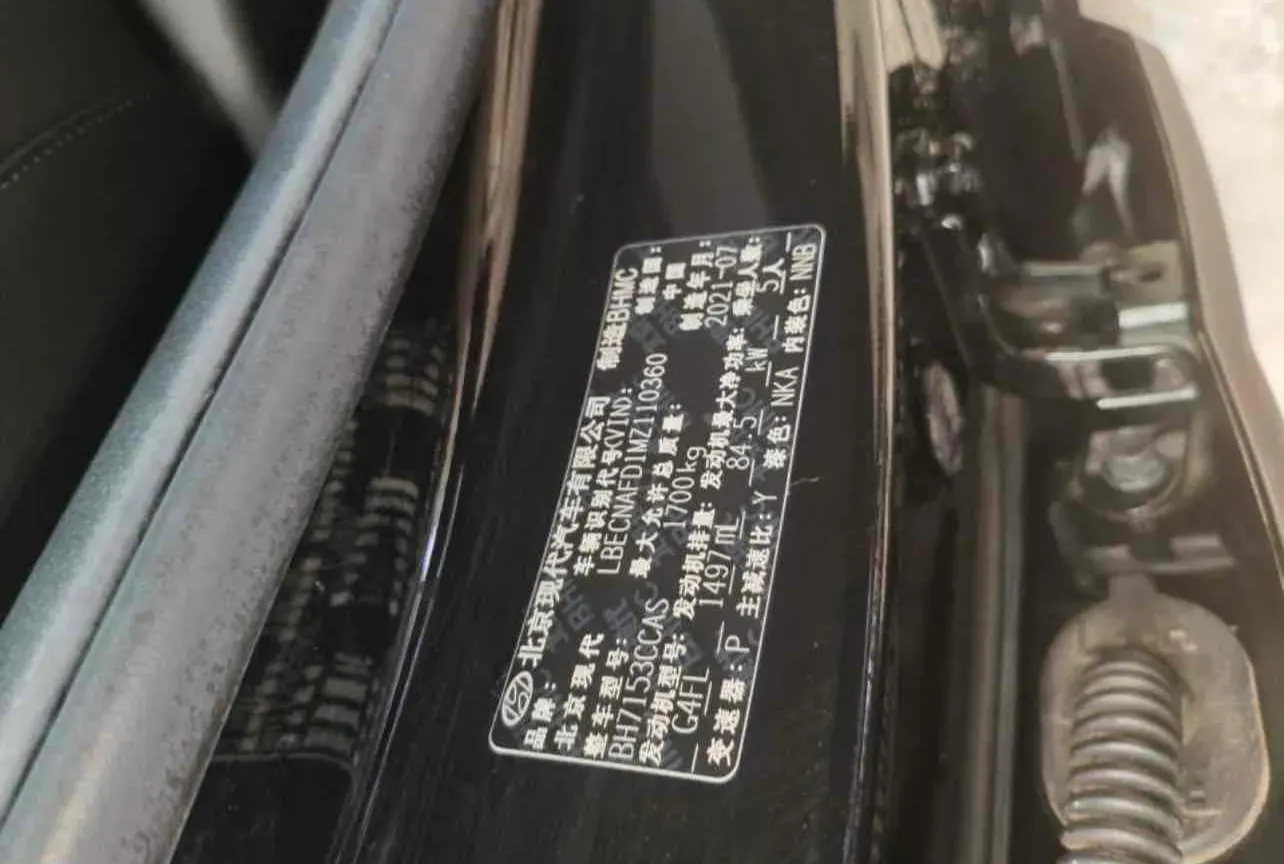 北京现代汽车有限公司 制造BHMC
品牌: 车辆识别代号(VIN): 制造国:
北京现代 LBECNAFD1MZ110360 中国
整车型号: 最大允许总质量: 制造年月:
BH7153CCAS 1700kg 2021-07
发动机型号: 发动机排量: 发动机最大净功率: 乘坐人数:
G4FL 1497mL 84.5 kW 5人
变速器: P 主减速比: Y 漆色: NKA 内装色: NNB